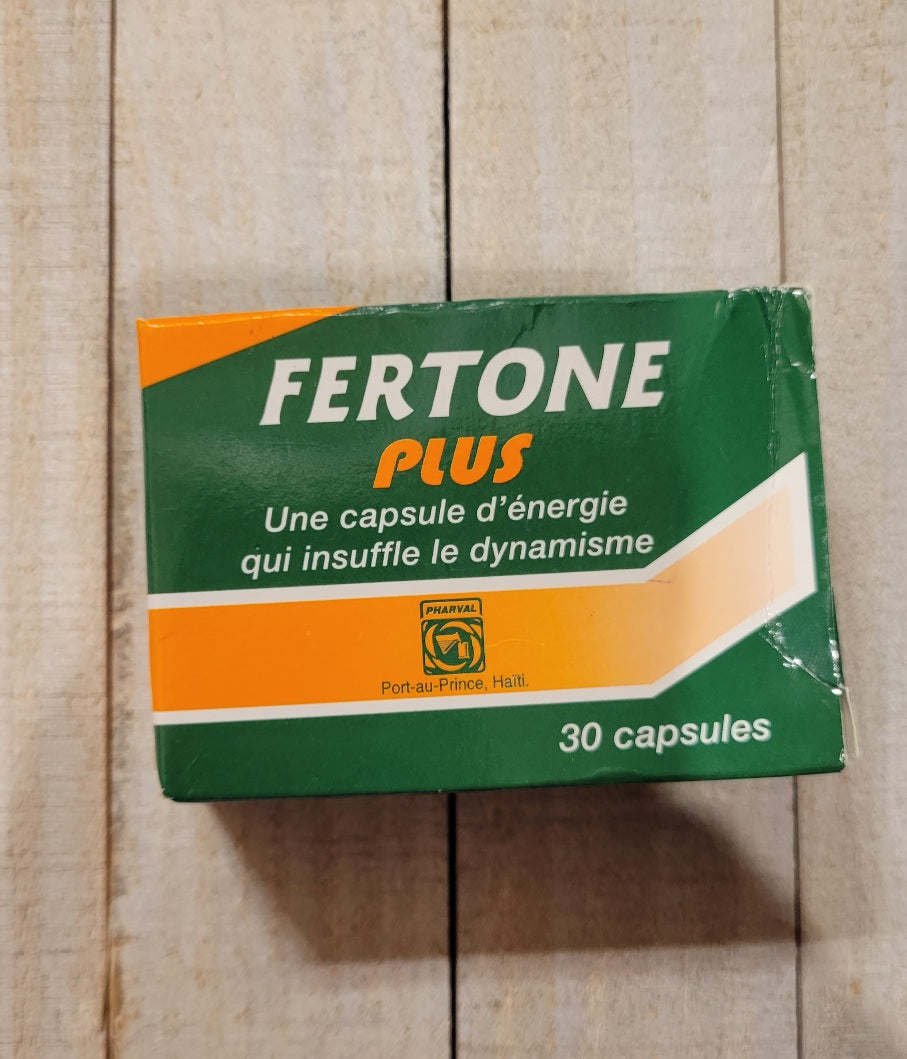 FERTONE
PLUS
Une capsule d'énergie
qui insuffle le dynamisme
PHARVAL
Port-au-Prince, Haïti.
30 capsules